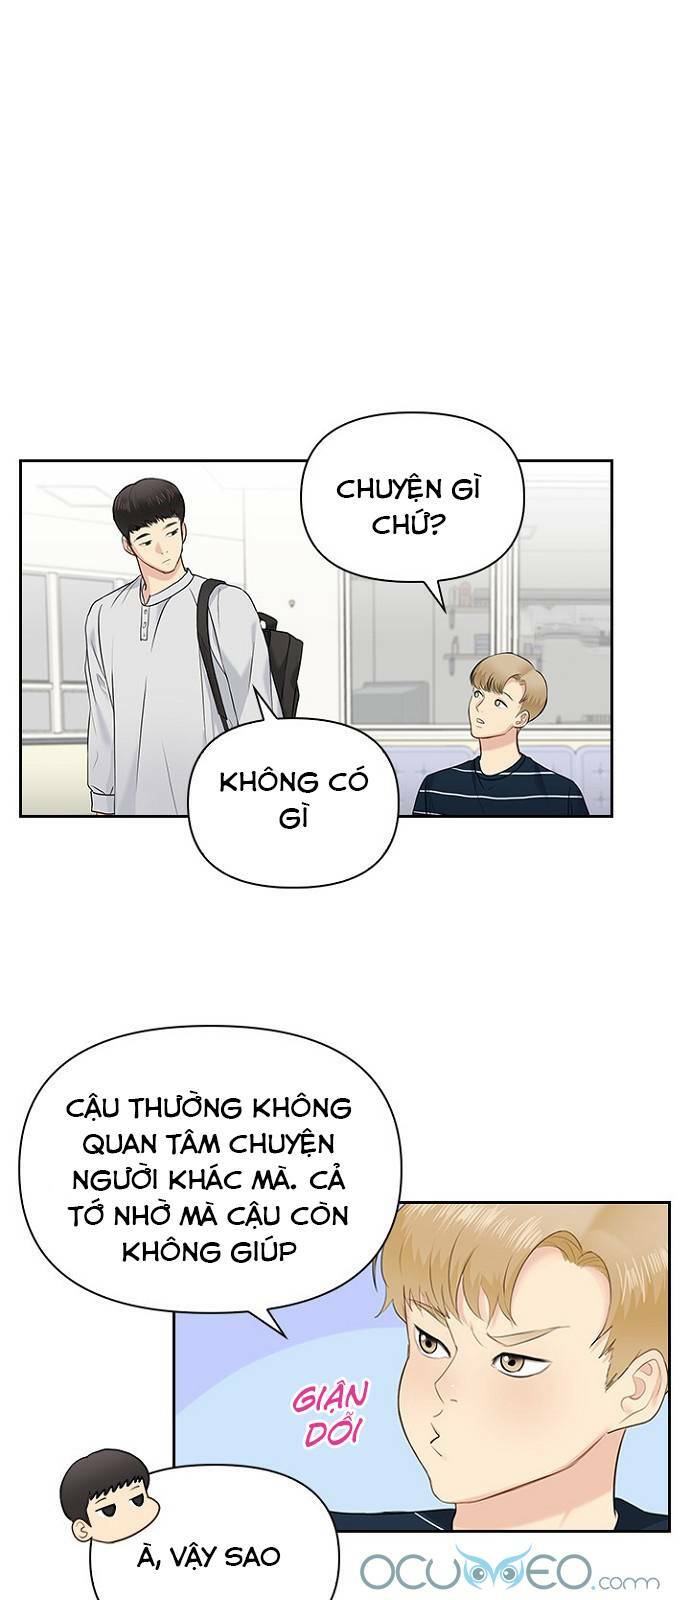 CHUYỆN GÌ
CHỨ?
KHÔNG CÓ
GÌ
CẬU THƯỜNG KHÔNG
QUAN TÂM CHUYỆN
NGƯỜI KHÁC MÀ. CẢ
TỚ NHỜ MÀ CẬU CÒN
KHÔNG GIÚP
GIẬN
DỖI
À, VẬY SAO
OCUMEO.comm